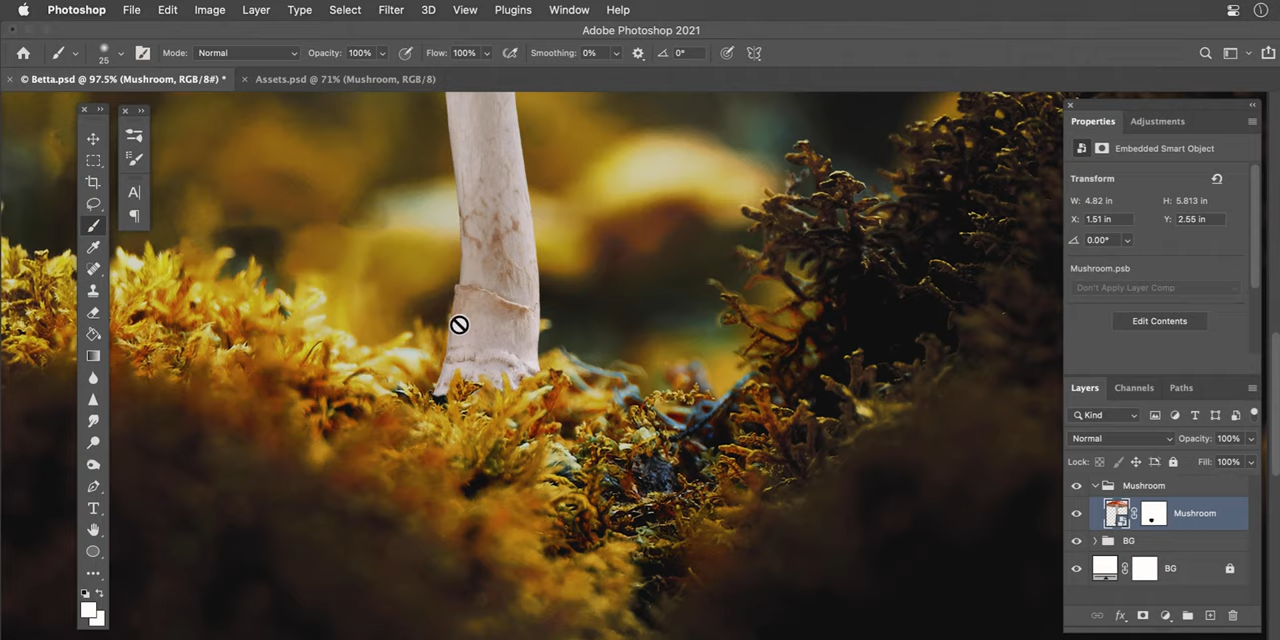 Photoshop File Edit Image Layer Type Select Filter 3D View Plugins Window Help
Adobe Photoshop 2021
25 Mode: Normal Opacity: 100% Flow: 100% Smoothing: 0% 0°
× © Betta.psd @ 97.5% (Mushroom, RGB/8#) * × Assets.psd @ 71% (Mushroom, RGB/8)
Properties Adjustments
Embedded Smart Object
Transform
W: 4.82 in H: 5.813 in
X: 1.51 in Y: 2.55 in
0.00°
Mushroom.psb
Don't Apply Layer Comp
Edit Contents
Layers Channels Paths
Kind
Normal Opacity: 100%
Lock: Fill: 100%
Mushroom
Mushroom
BG
BG